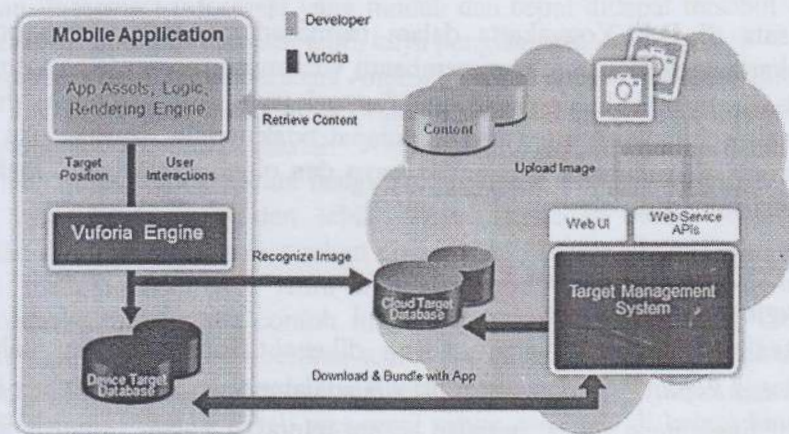 Developer
Vuforia
Mobile Application
App Assets, Logic,
Rendering Engine
Retrieve Content
Content
Upload Image
Target
Position
User
Interactions
Vuforia Engine
Recognize Image
Web UI
Web Service
APIs
Cloud Target
Database
Target Management
System
Device Target
Database
Download & Bundle with App